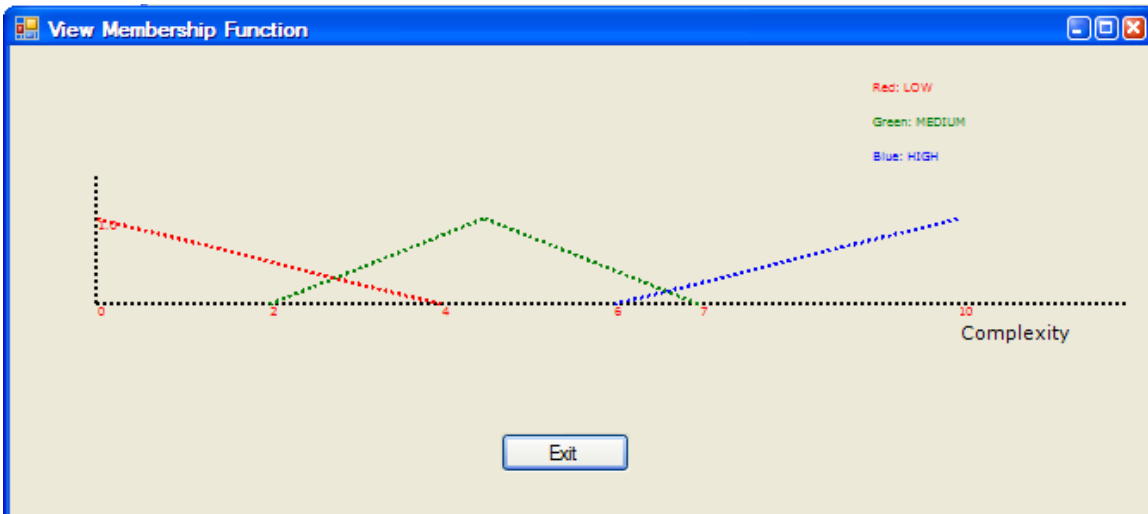 View Membership Function
Red: LOW
Green: MEDIUM
Blue: HIGH
1.0
0 2 4 6 7 10
Complexity
Exit